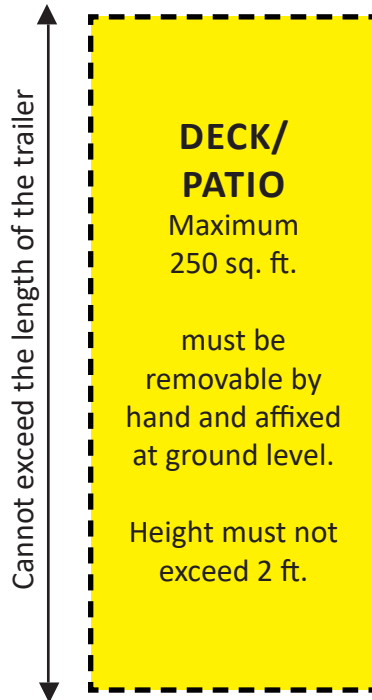 Cannot exceed the length of the trailer
DECK/
PATIO
Maximum
250 sq. ft.
must be
removable by
hand and affixed
at ground level.
Height must not
exceed 2 ft.